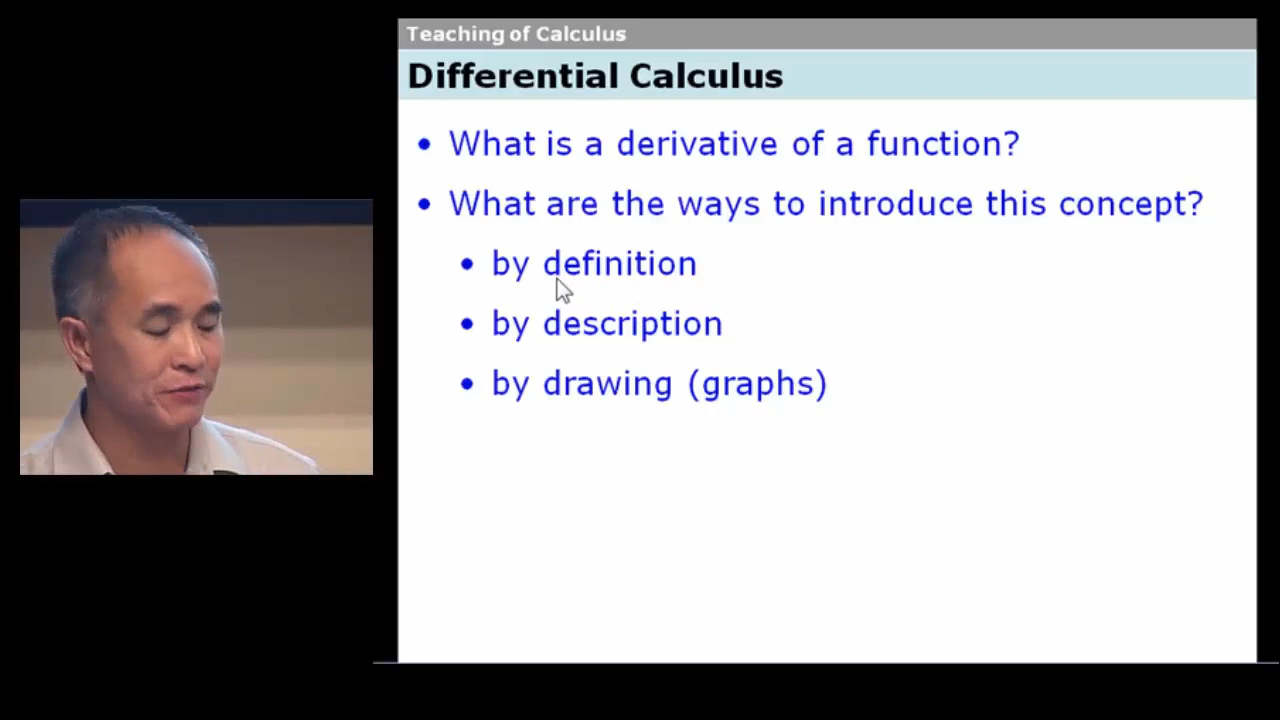 Teaching of Calculus
Differential Calculus
• What is a derivative of a function?
• What are the ways to introduce this concept?
• by definition
• by description
• by drawing (graphs)